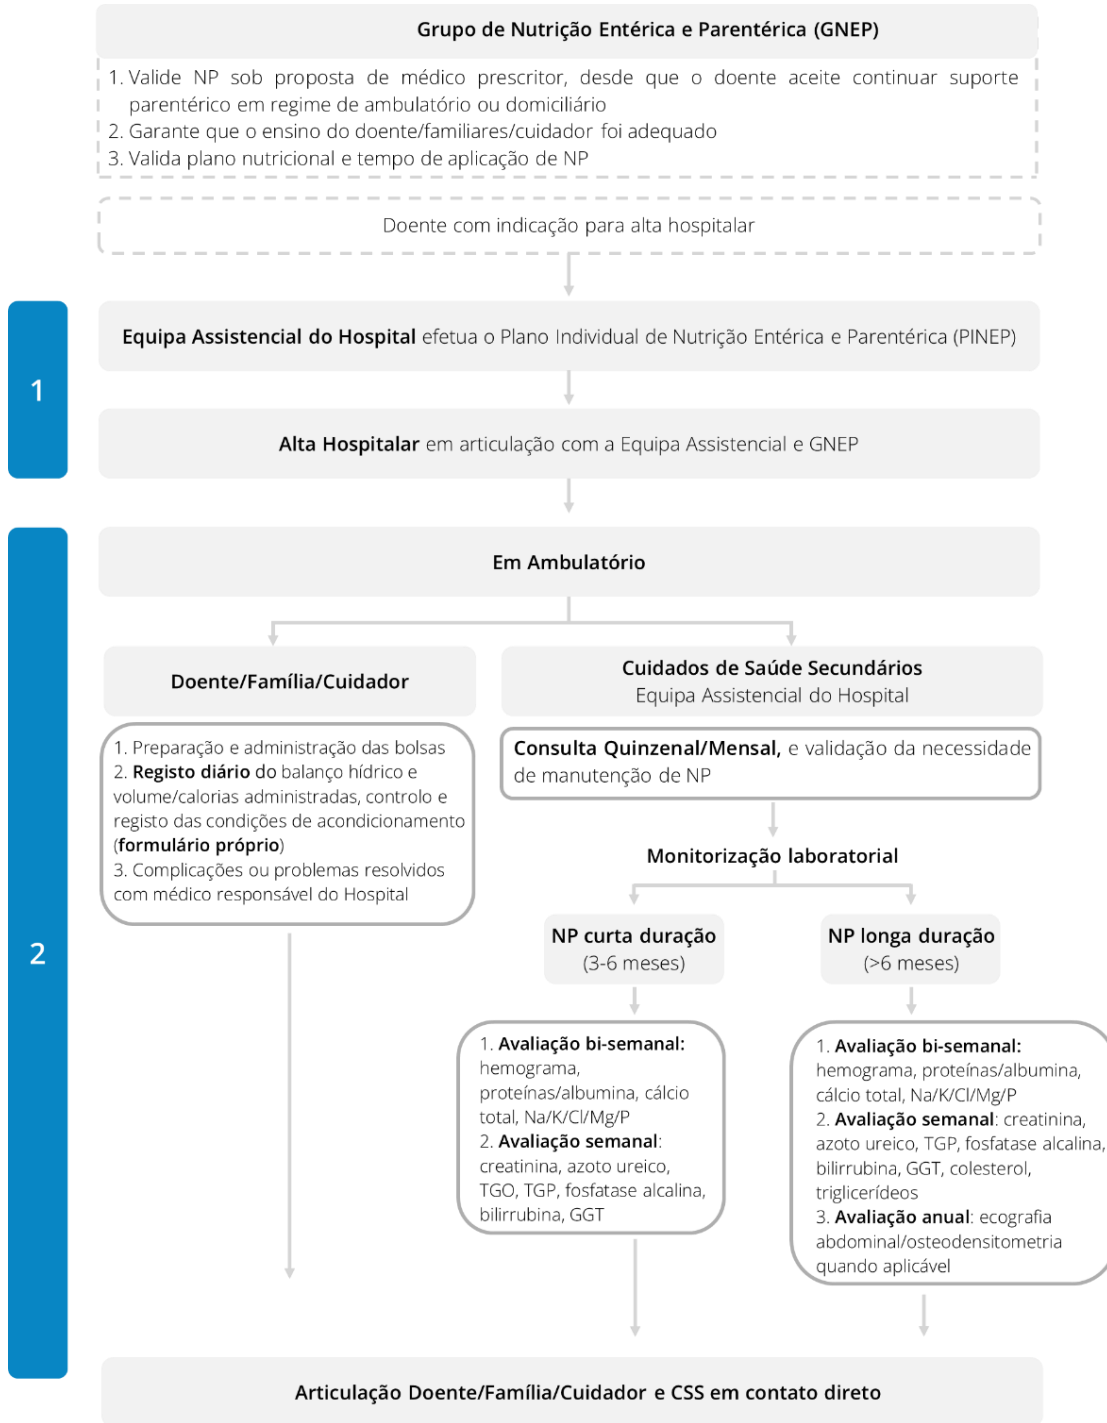 Grupo de Nutrição Entérica e Parentérica (GNEP)
1. Valide NP sob proposta de médico prescritor, desde que o doente aceite continuar suporte
parentérico em regime de ambulatório ou domiciliário
2. Garante que o ensino do doente/familiares/cuidador foi adequado
3. Valida plano nutricional e tempo de aplicação de NP
Doente com indicação para alta hospitalar
1
Equipa Assistencial do Hospital efetua o Plano Individual de Nutrição Entérica e Parentérica (PINEP)
Alta Hospitalar em articulação com a Equipa Assistencial e GNEP
2
Em Ambulatório
Doente/Família/Cuidador
1. Preparação e administração das bolsas
2. Registo diário do balanço hídrico e
volume/calorias administradas, controlo e
registo das condições de acondicionamento
(formulário próprio)
3. Complicações ou problemas resolvidos
com médico responsável do Hospital
Cuidados de Saúde Secundários
Equipa Assistencial do Hospital
Consulta Quinzenal/Mensal, e validação da necessidade
de manutenção de NP
Monitorização laboratorial
NP curta duração
(3-6 meses)
1. Avaliação bi-semanal:
hemograma,
proteínas/albumina, cálcio
total, Na/K/Cl/Mg/P
2. Avaliação semanal:
creatinina, azoto ureico,
TGO, TGP, fosfatase alcalina,
bilirrubina, GGT
NP longa duração
(>6 meses)
1. Avaliação bi-semanal:
hemograma, proteínas/albumina,
cálcio total, Na/K/Cl/Mg/P
2. Avaliação semanal: creatinina,
azoto ureico, TGP, fosfatase alcalina,
bilirrubina, GGT, colesterol,
triglicerídeos
3. Avaliação anual: ecografia
abdominal/osteodensitometria
quando aplicável
Articulação Doente/Família/Cuidador e CSS em contato direto